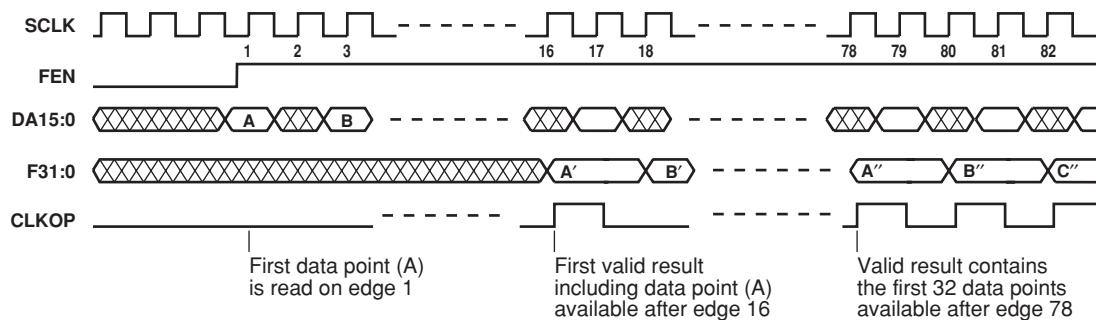 SCLK
1 2 3 16 17 18 78 79 80 81 82
FEN
DA15:0 A B
F31:0 A′ B′ A″ B″ C″
CLKOP
First data point (A)
is read on edge 1
First valid result
including data point (A)
available after edge 16
Valid result contains
the first 32 data points
available after edge 78